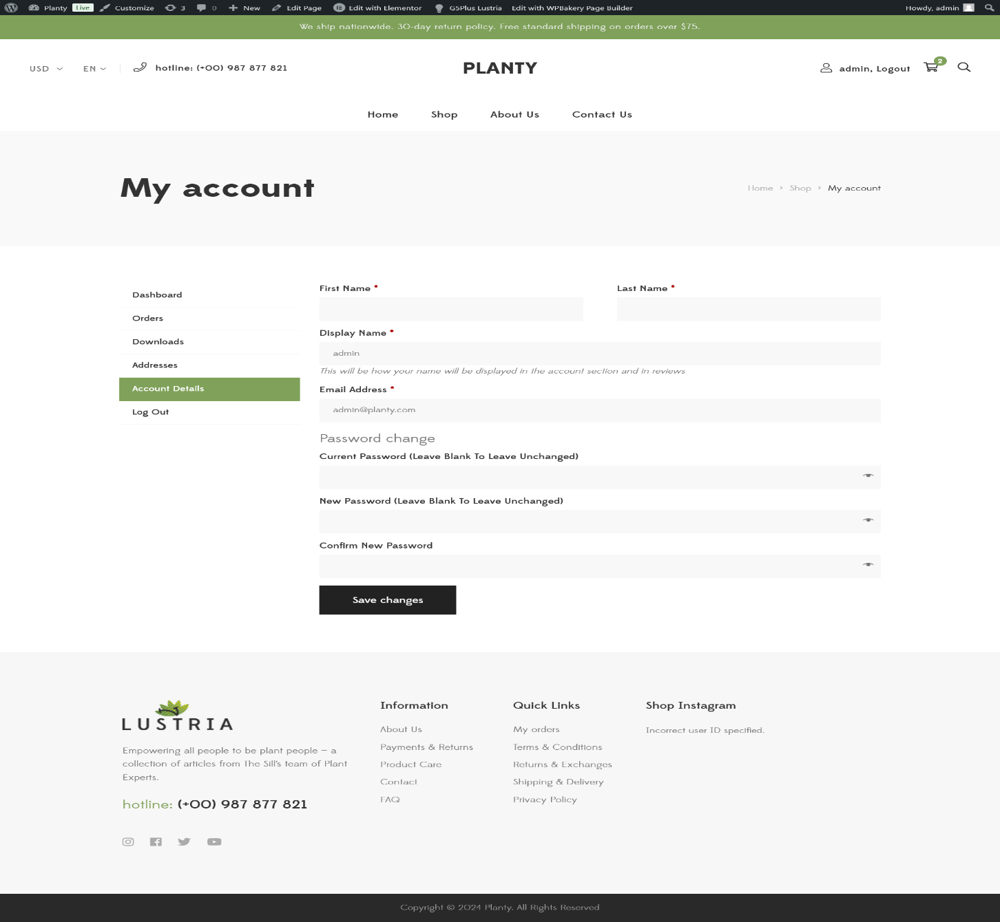 Planty Live Customize 3 0 New Edit Page Edit with Elementor G5Plus Lustria Edit with WPBakery Page Builder Howdy, admin
We ship nationwide. 30-day return policy. Free standard shipping on orders over $75.
USD EN hotline: (+00) 987 877 821 PLANTY admin, Logout 2
Home Shop About Us Contact Us
My account
Home > Shop > My account
Dashboard
Orders
Downloads
Addresses
Account Details
Log Out
First Name * Last Name *
Display Name *
admin
This will be how your name will be displayed in the account section and in reviews
Email Address *
admin@planty.com
Password change
Current Password (Leave Blank To Leave Unchanged)
New Password (Leave Blank To Leave Unchanged)
Confirm New Password
Save changes
LUSTRIA
Empowering all people to be plant people – a
collection of articles from The Sill's team of Plant
Experts.
hotline: (+00) 987 877 821
Information
About Us
Payments & Returns
Product Care
Contact
FAQ
Quick Links
My orders
Terms & Conditions
Returns & Exchanges
Shipping & Delivery
Privacy Policy
Shop Instagram
Incorrect user ID specified.
Copyright © 2024 Planty. All Rights Reserved